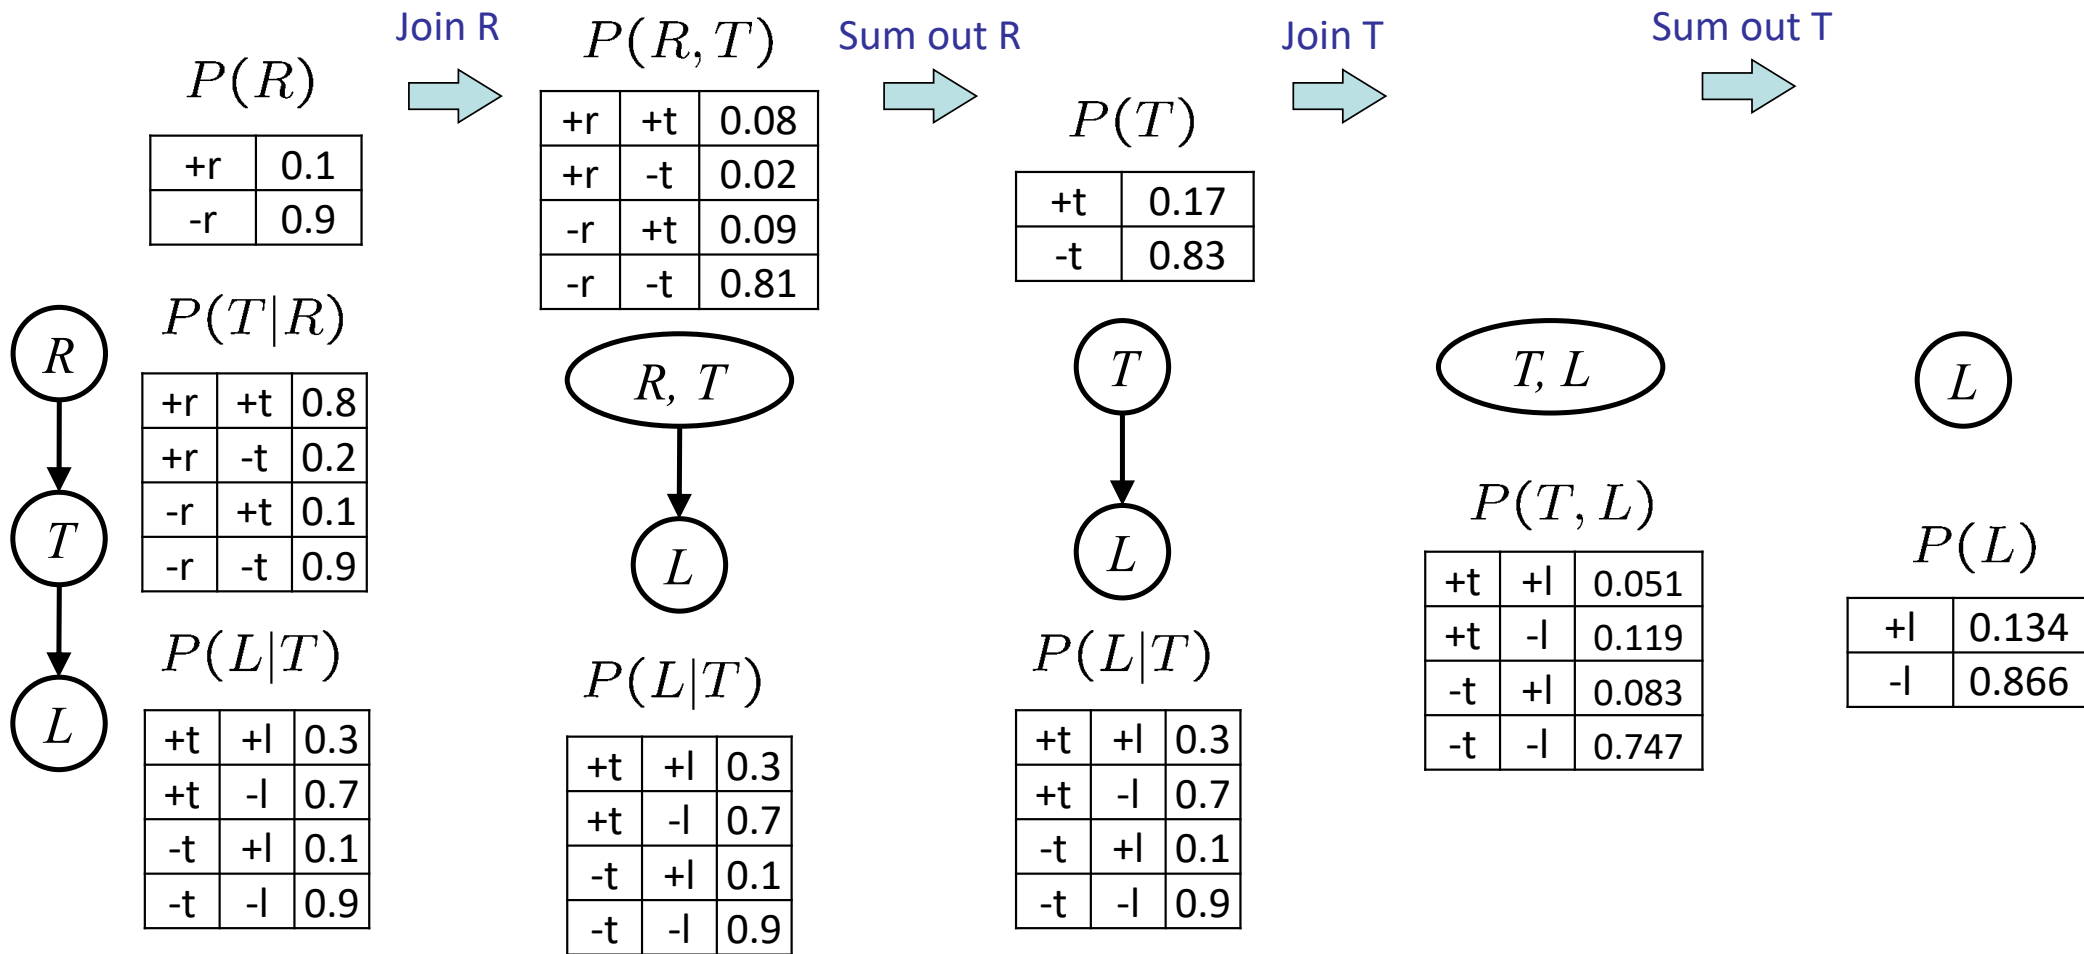 Join R
Sum out R
Join T
Sum out T
P(R)
+r 0.1
-r 0.9
P(T|R)
+r +t 0.8
+r -t 0.2
-r +t 0.1
-r -t 0.9
P(L|T)
+t +l 0.3
+t -l 0.7
-t +l 0.1
-t -l 0.9
R
T
L
P(R, T)
+r +t 0.08
+r -t 0.02
-r +t 0.09
-r -t 0.81
R, T
L
P(L|T)
+t +l 0.3
+t -l 0.7
-t +l 0.1
-t -l 0.9
P(T)
+t 0.17
-t 0.83
T
L
P(L|T)
+t +l 0.3
+t -l 0.7
-t +l 0.1
-t -l 0.9
T, L
P(T, L)
+t +l 0.051
+t -l 0.119
-t +l 0.083
-t -l 0.747
L
P(L)
+l 0.134
-l 0.866